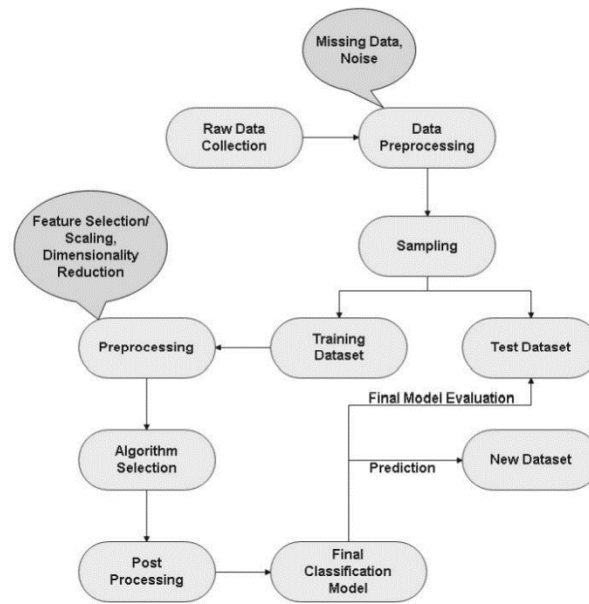 Missing Data,
Noise
Raw Data
Collection
Data
Preprocessing
Feature Selection/
Scaling,
Dimensionality
Reduction
Sampling
Preprocessing
Training
Dataset
Test Dataset
Final Model Evaluation
Algorithm
Selection
Prediction
New Dataset
Post
Processing
Final
Classification
Model